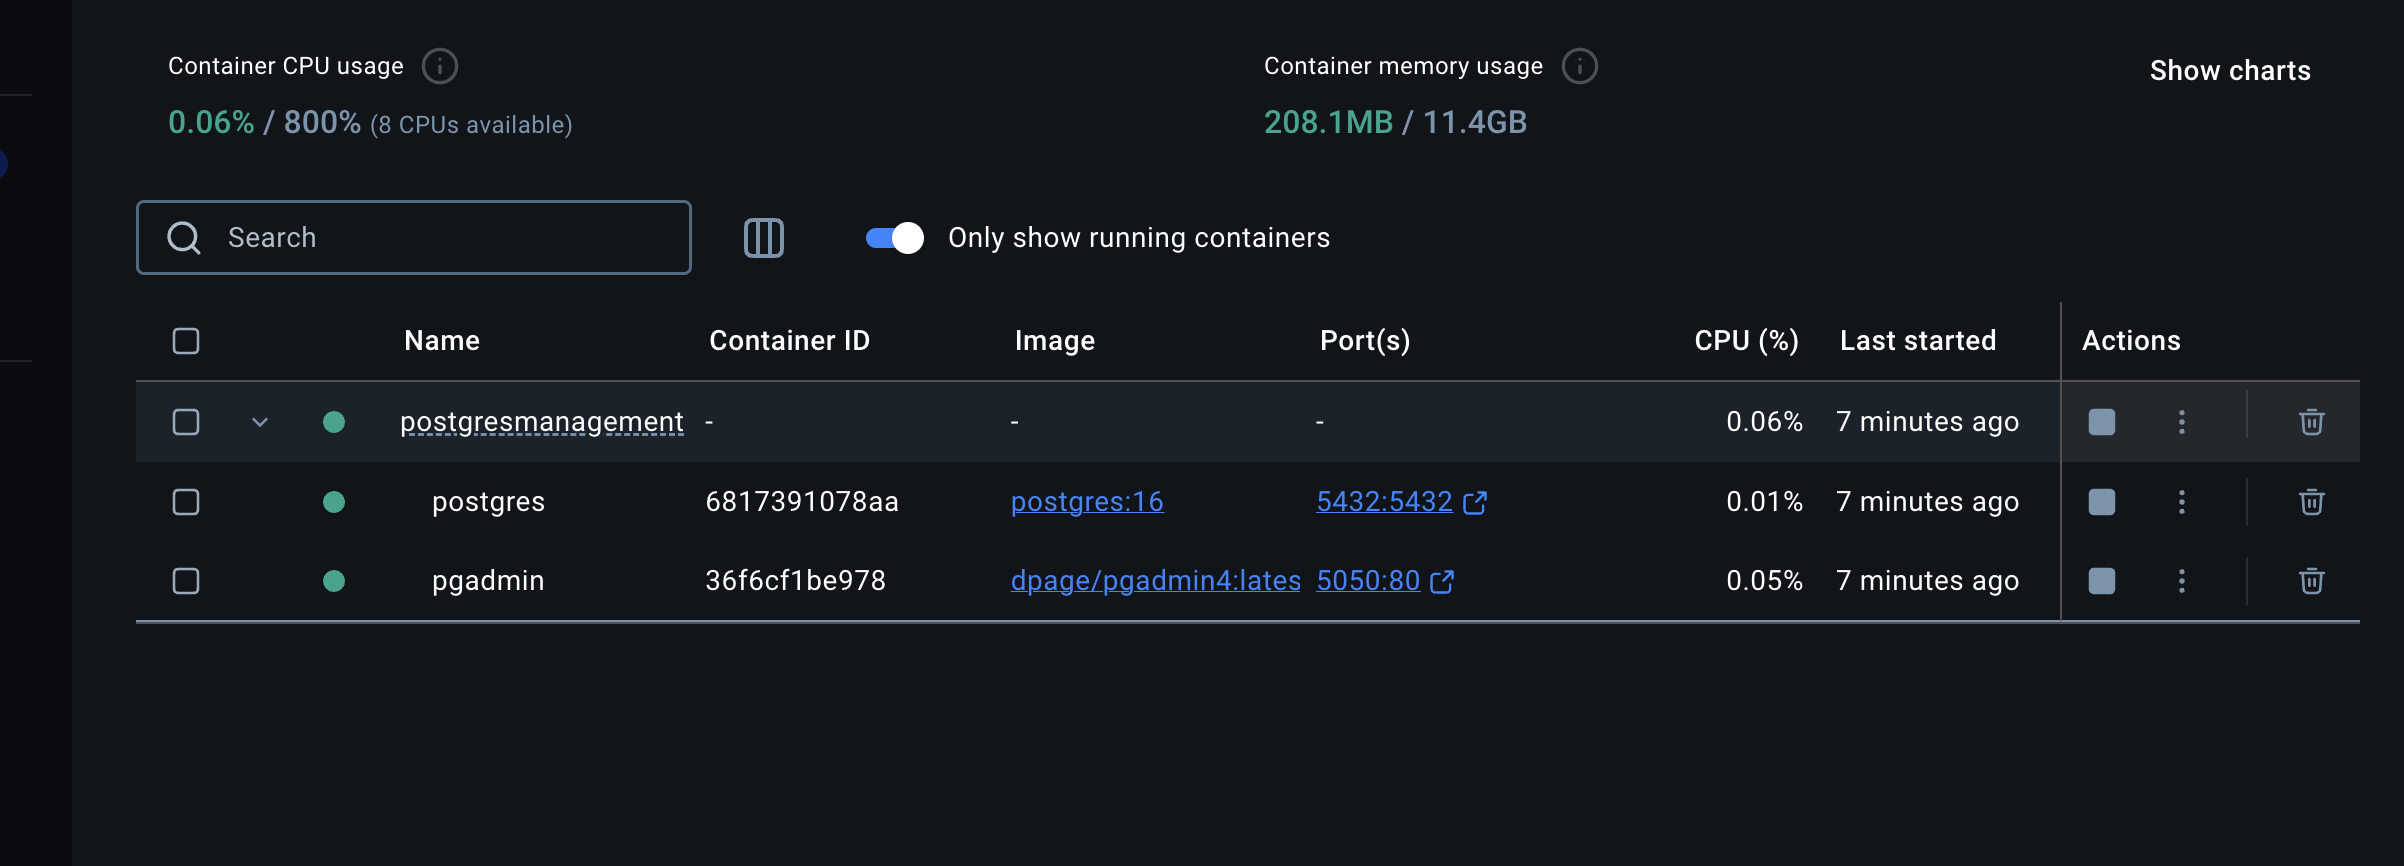 Container CPU usage
0.06% / 800% (8 CPUs available)
Container memory usage
208.1MB / 11.4GB
Show charts
Search
Only show running containers
Name Container ID Image Port(s) CPU (%) Last started Actions
postgresmanagement - - - 0.06% 7 minutes ago
postgres 6817391078aa postgres:16 5432:5432 0.01% 7 minutes ago
pgadmin 36f6cf1be978 dpage/pgadmin4:lates 5050:80 0.05% 7 minutes ago